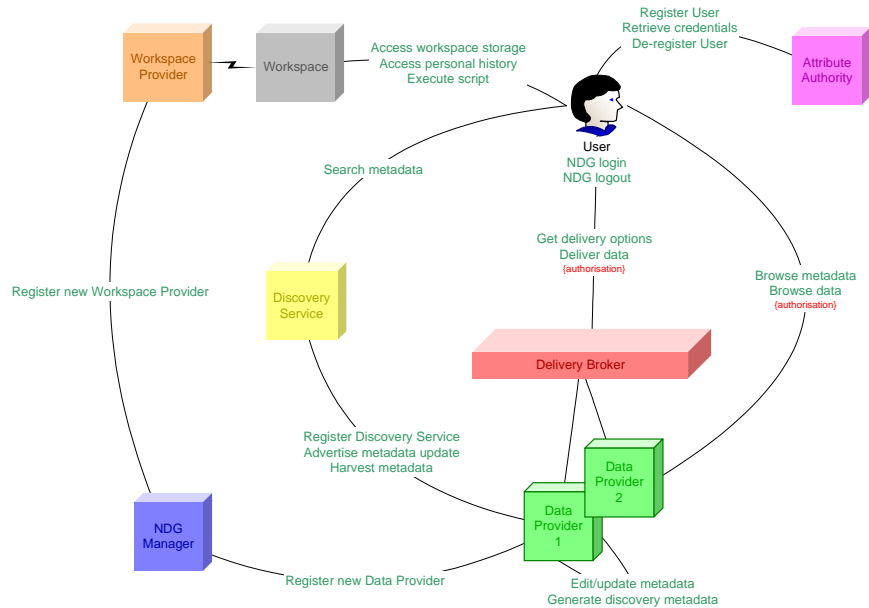 Register User
Retrieve credentials
De-register User
Workspace
Provider
Workspace
Access workspace storage
Access personal history
Execute script
Attribute
Authority
User
NDG login
NDG logout
Search metadata
Get delivery options
Deliver data
{authorisation}
Browse metadata
Browse data
{authorisation}
Register new Workspace Provider
Discovery
Service
Delivery Broker
Register Discovery Service
Advertise metadata update
Harvest metadata
Data
Provider
2
Data
Provider
1
NDG
Manager
Register new Data Provider
Edit/update metadata
Generate discovery metadata